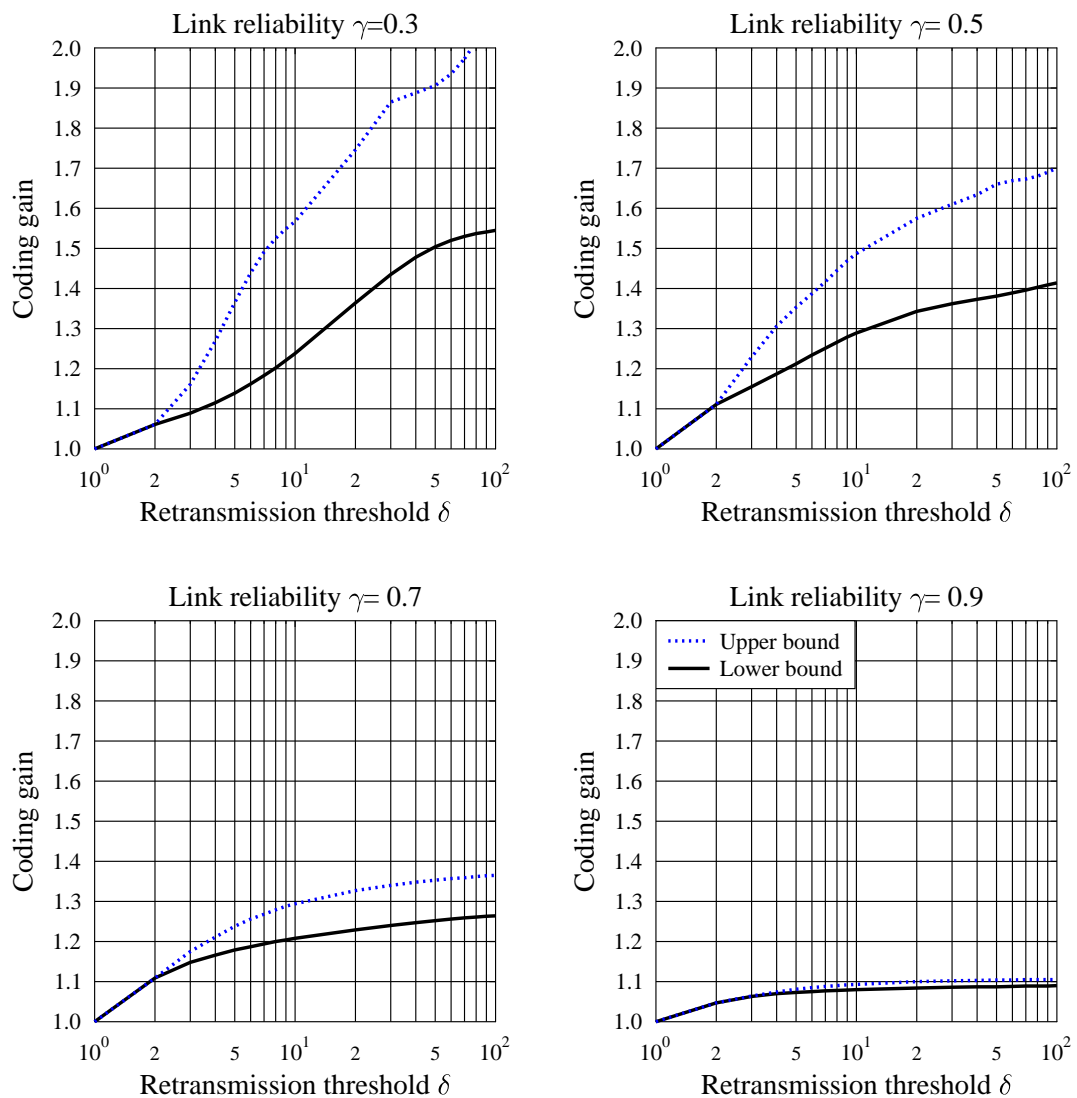 Link reliability γ=0.3
Link reliability γ= 0.5
2.0
1.9
1.8
1.7
1.6
1.5
1.4
1.3
1.2
1.1
1.0
Coding gain
10^0 2 5 10^1 2 5 10^2
Retransmission threshold δ
2.0
1.9
1.8
1.7
1.6
1.5
1.4
1.3
1.2
1.1
1.0
Coding gain
10^0 2 5 10^1 2 5 10^2
Retransmission threshold δ
Link reliability γ= 0.7
Link reliability γ= 0.9
2.0
1.9
1.8
1.7
1.6
1.5
1.4
1.3
1.2
1.1
1.0
Coding gain
10^0 2 5 10^1 2 5 10^2
Retransmission threshold δ
Upper bound
Lower bound
2.0
1.9
1.8
1.7
1.6
1.5
1.4
1.3
1.2
1.1
1.0
Coding gain
10^0 2 5 10^1 2 5 10^2
Retransmission threshold δ